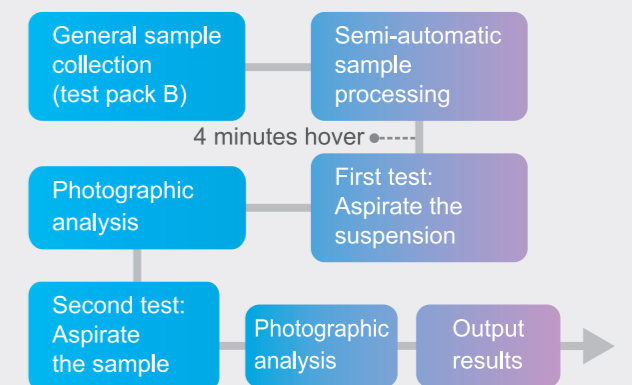 General sample
collection
(test pack B)
Semi-automatic
sample
processing
4 minutes hover
First test:
Aspirate the
suspension
Photographic
analysis
Second test:
Aspirate
the sample
Photographic
analysis
Output
results